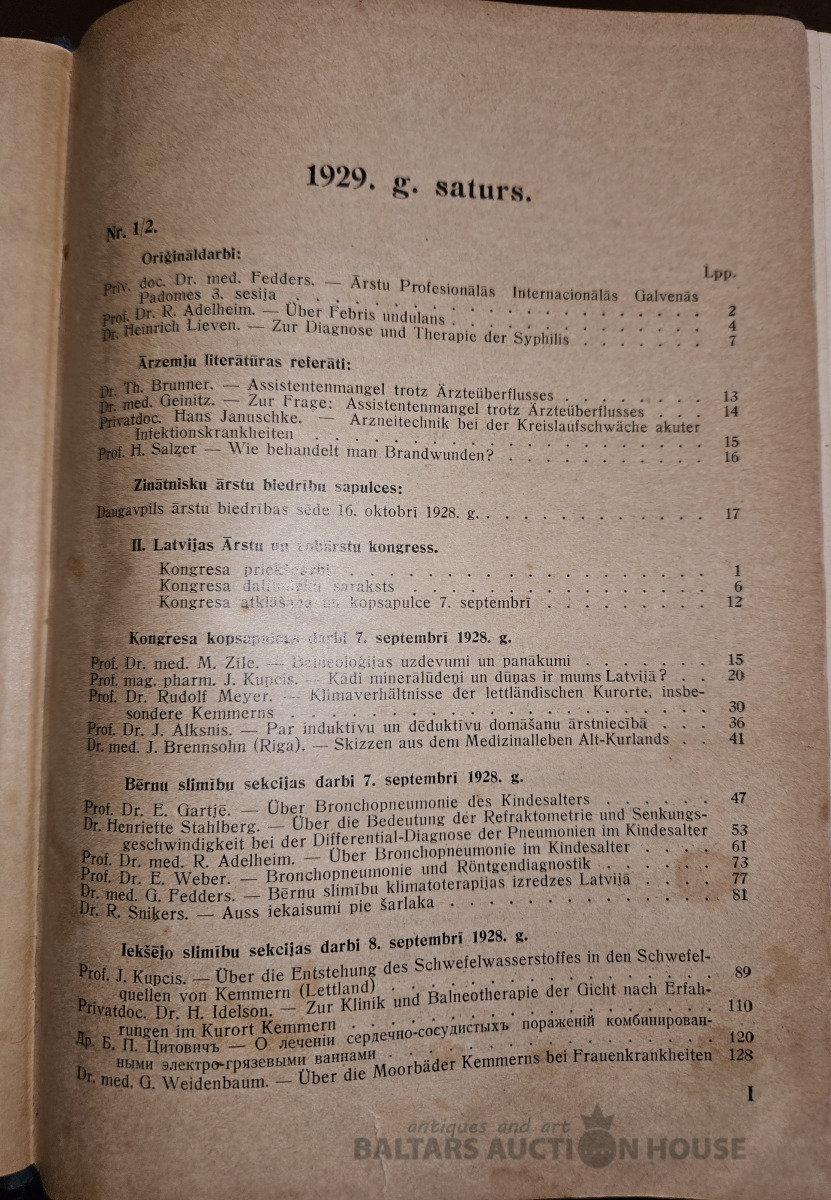 1929. g. saturs.
Nr. 1/2.
Oriģināldarbi:
Lpp.
Priv. doc. Dr. med. Fedders. — Ārstu Profesionālās Internacionālās Galvenās
Padomes 3. sesija . . . . . . . . . . . . . . . . . 2
Prof. Dr. R. Adelheim. — Über Febris undulans . . . . . . . . . . . 4
Dr. Heinrich Lieven. — Zur Diagnose und Therapie der Syphilis . . . . . . . 7
Ārzemju literātūras referāti:
Dr. Th. Brunner. — Assistentenmangel trotz Ärzteüberflusses . . . . . . . . 13
Dr. med. Geinitz. — Zur Frage: Assistentenmangel trotz Ärzteüberflusses . . . 14
Privatdoc. Hans Januschke. — Arzneitechnik bei der Kreislaufschwäche akuter
Infektionskrankheiten . . . . . . . . . . . . . . . . . 15
Prof. H. Salzer — Wie behandelt man Brandwunden? . . . . . . . . . . 16
Zinātnisku ārstu biedrību sapulces:
Daugavpils ārstu biedrības sēde 16. oktobrī 1928. g. . . . . . . . . . . . . 17
II. Latvijas Ārstu un zobārstu kongress.
Kongresa . . . . . . . . . . . . . . . . 1
Kongresa saraksts . . . . . . . . . . . . . . 6
Kongresa atklāšana un kopsapulce 7. septembrī . . . . . . . . 12
Kongresa kopsapulces darbi 7. septembrī 1928. g.
Prof. Dr. med. M. Zīle. — Balneoloģijas uzdevumi un panākumi . . . . . . . 15
Prof. mag. pharm. J. Kupcis. — Kādi minerālūdeņi un dūņas ir mums Latvijā? . . 20
Prof. Dr. Rudolf Meyer. — Klimaverhältnisse der lettländischen Kurorte, insbe-
sondere Kemmerns . . . . . . . . . . . . . . . . . . 30
Prof. Dr. J. Alksnis. — Par induktīvu un dēduktīvu domāšanu ārstniecībā . . . 36
Dr. med. J. Brennsohn (Riga). — Skizzen aus dem Medizinalleben Alt-Kurlands . . 41
Bērnu slimību sekcijas darbi 7. septembrī 1928. g.
Prof. Dr. E. Gartjē. — Über Bronchopneumonie des Kindesalters . . . . . . 47
Dr. Henriette Stahlberg. — Über die Bedeutung der Refraktometrie und Senkungs-
geschwindigkeit bei der Differential-Diagnose der Pneumonien im Kindesalter 53
Prof. Dr. med. R. Adelheim. — Über Bronchopneumonie im Kindesalter . . . . 61
Prof. Dr. E. Weber. — Bronchopneumonie und Röntgendiagnostik . . . . . . 73
Dr. med. G. Fedders. — Bērnu slimību klimatoterapijas izredzes Latvijā . . . . 77
Dr. R. Sniķers. — Auss iekaisumi pie šarlaka . . . . . . . . . . . . 81
Iekšējo slimību sekcijas darbi 8. septembrī 1928. g.
Prof. J. Kupcis. — Über die Entstehung des Schwefelwasserstoffes in den Schwefel-
quellen von Kemmern (Lettland) . . . . . . . . . . . . . . 89
Privatdoc. Dr. H. Idelson. — Zur Klinik und Balneotherapie der Gicht nach Erfah-
rungen im Kurort Kemmern . . . . . . . . . . . . . . . 110
Др. Б. П. Цитовичъ — О леченіи сердечно-сосудистыхъ пораженій комбинирован-
ными электро-грязевыми ваннами . . . . . . . . . . . . . . 120
Dr. med. G. Weidenbaum. — Über die Moorbäder Kemmerns bei Frauenkrankheiten 128
I
antiques and art
BALTARS AUCTION HOUSE